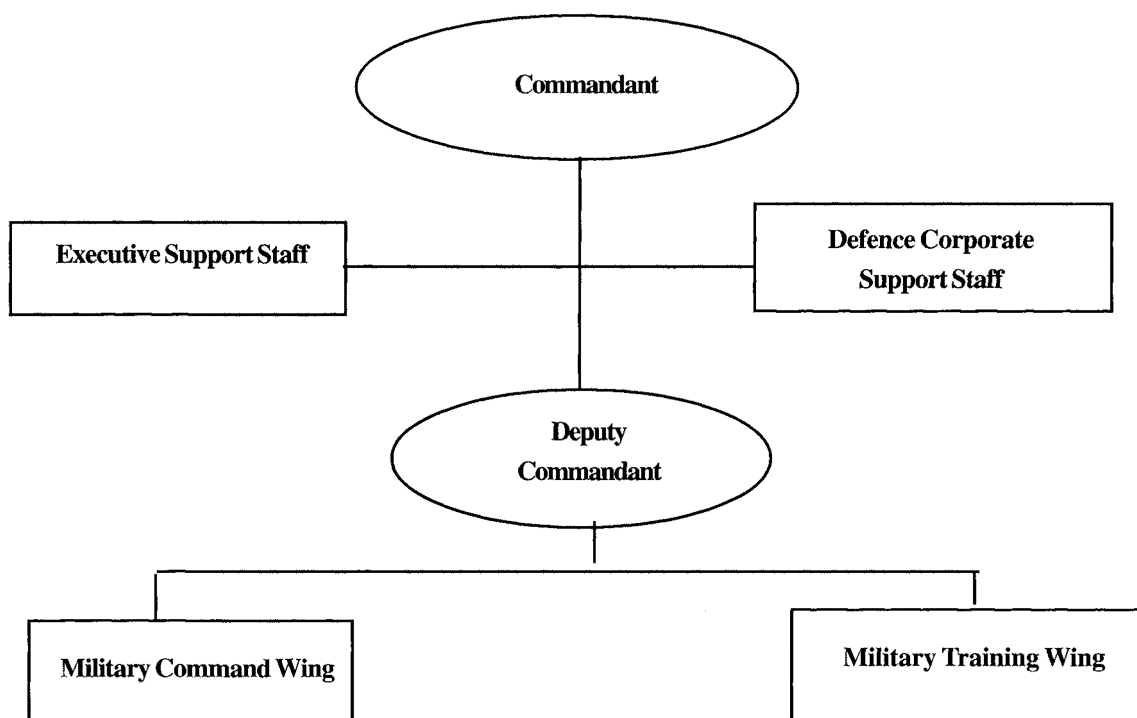 Commandant
Executive Support Staff
Defence Corporate
Support Staff
Deputy
Commandant
Military Command Wing
Military Training Wing